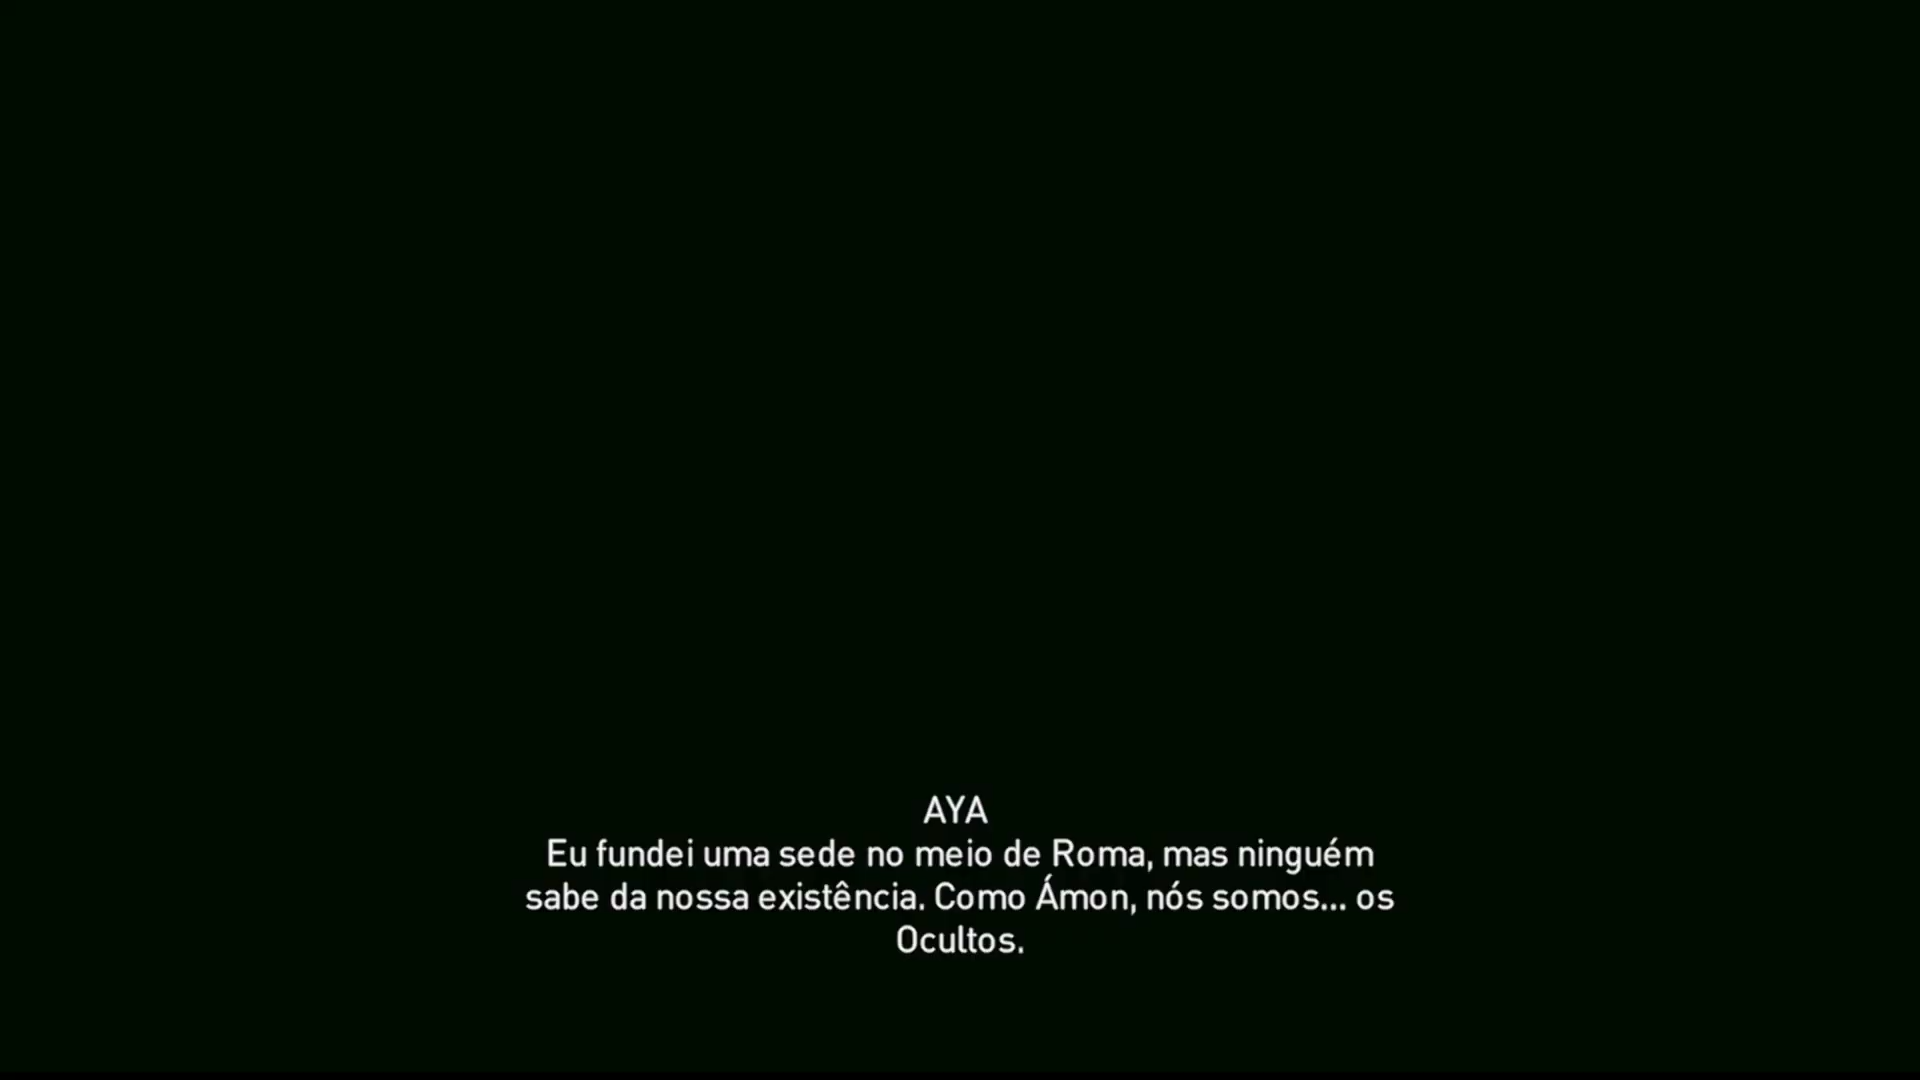 AYA
Eu fundei uma sede no meio de Roma, mas ninguém
sabe da nossa existência. Como Ámon, nós somos... os
Ocultos.